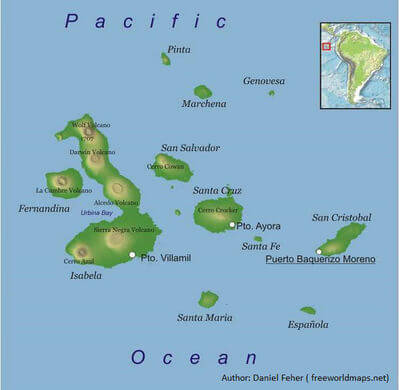 Pacific
Pinta
Genovesa
Marchena
Wolf Volcano
1707
Darwin Volcano
San Salvador
Cerro Cowan
La Cumbre Volcano
Alcedo Volcano
Santa Cruz
Fernandina
Urbina Bay
Cerro Crocker
San Cristobal
Pto. Ayora
Sierra Negra Volcano
Santa Fe
Cerro Azul
Pto. Villamil
Puerto Baquerizo Moreno
Isabela
Santa Maria
Española
Ocean
Author: Daniel Feher ( freeworldmaps.net)